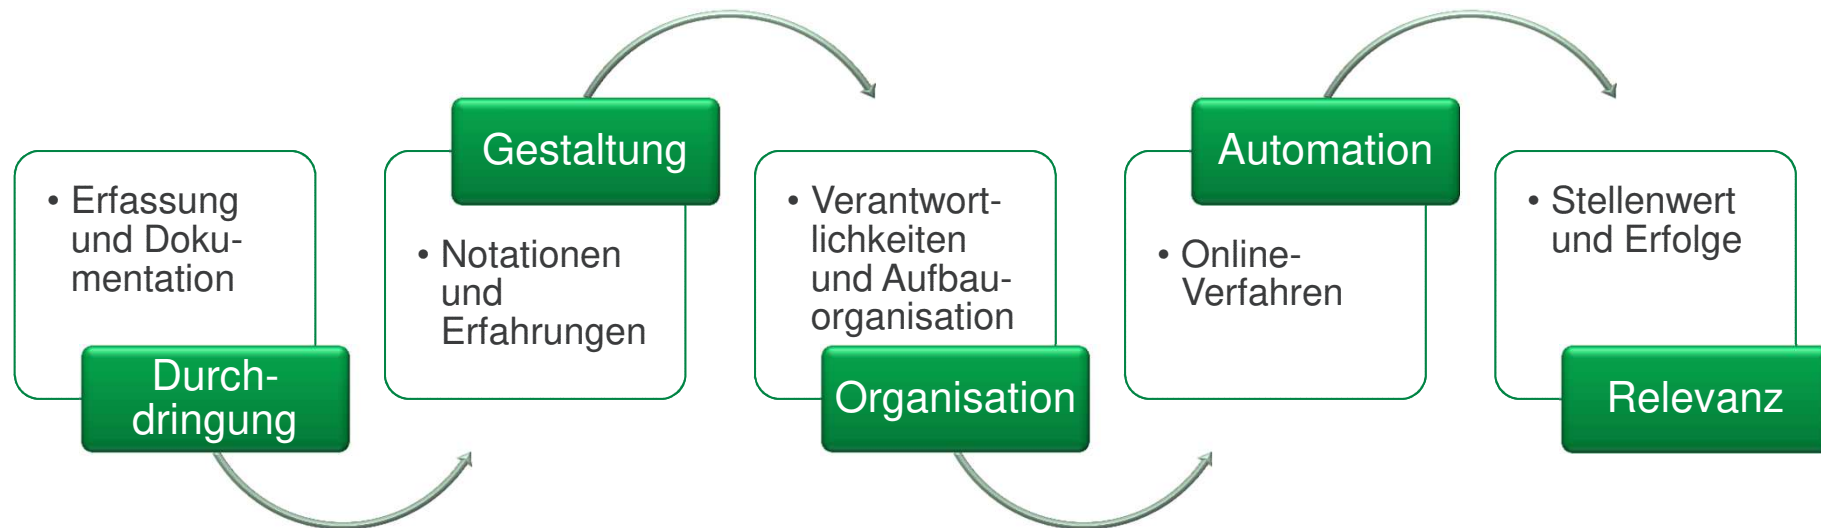 • Erfassung
und Doku-
mentation
Durch-
dringung
Gestaltung
• Notationen
und
Erfahrungen
• Verantwort-
lichkeiten
und Aufbau-
organisation
Organisation
Automation
• Online-
Verfahren
• Stellenwert
und Erfolge
Relevanz